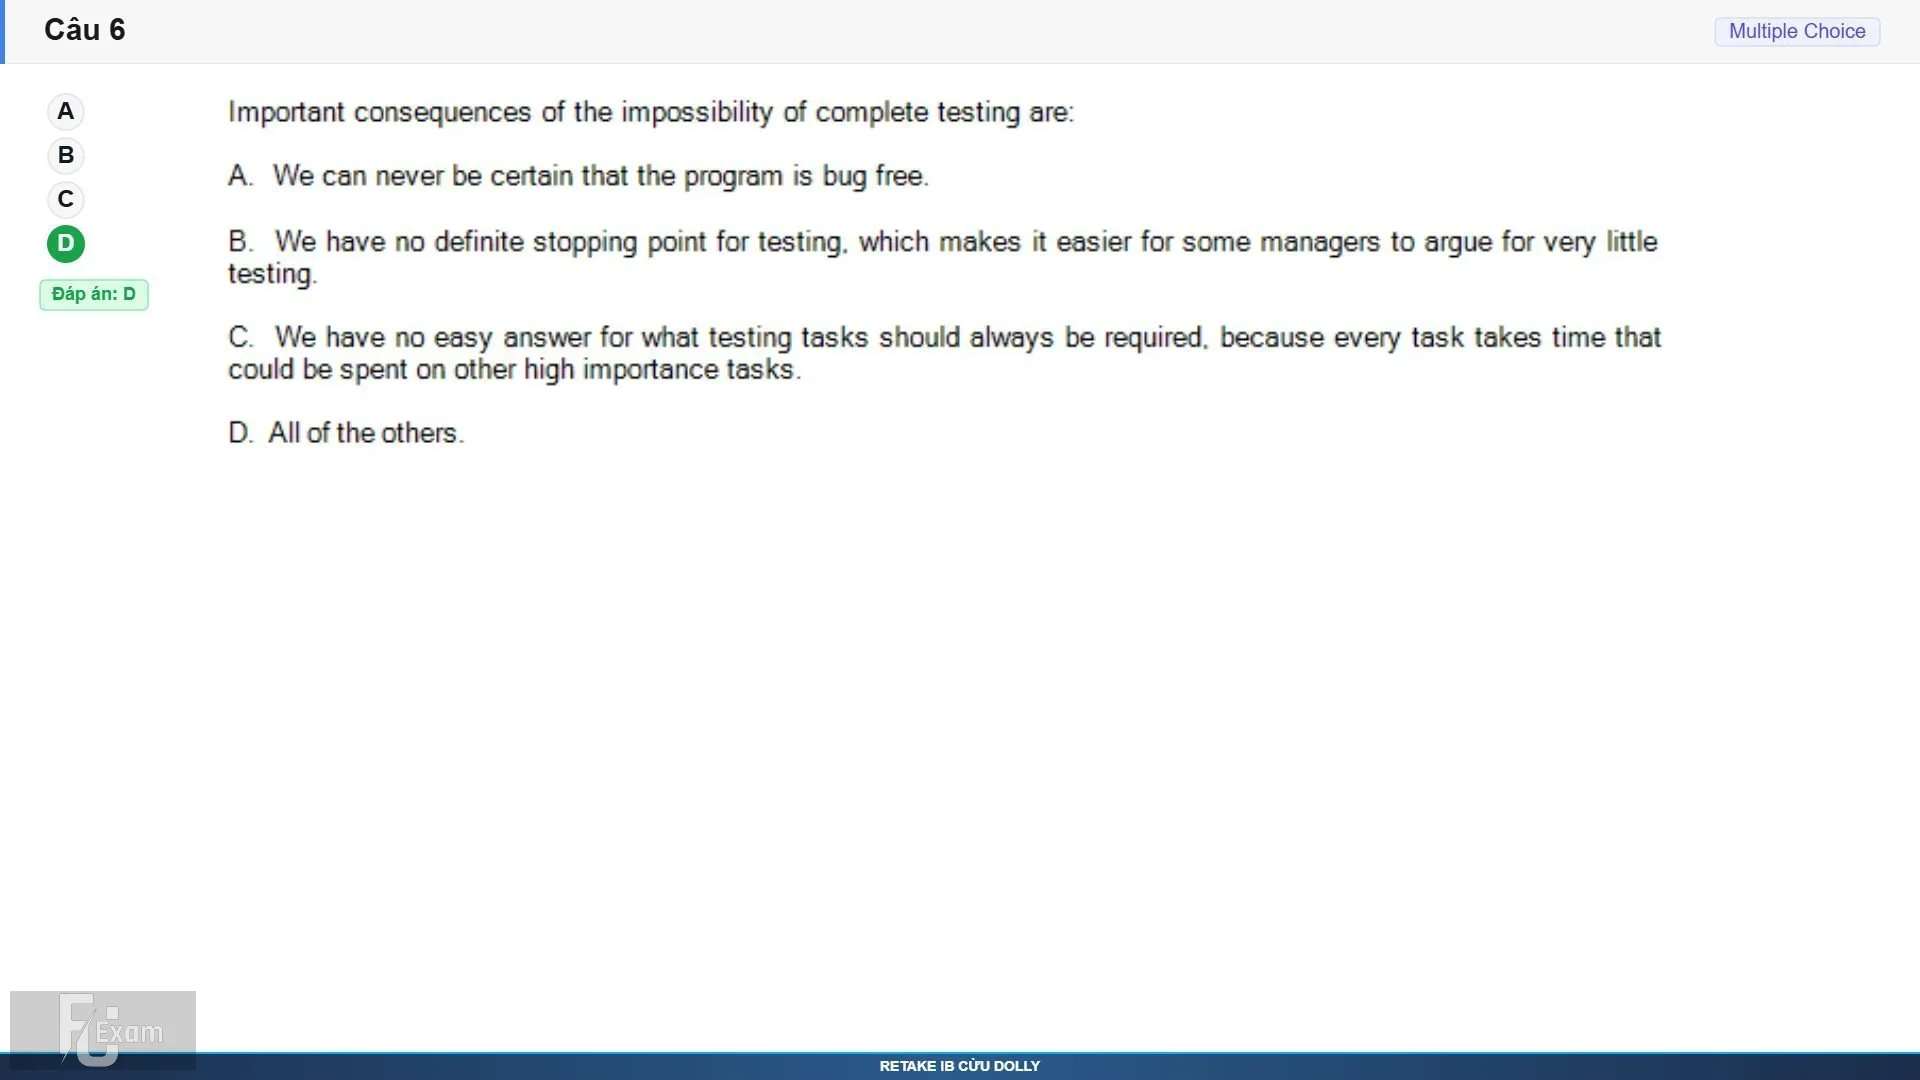 Câu 6
Multiple Choice
A
B
C
D
Đáp án: D
Important consequences of the impossibility of complete testing are:
A. We can never be certain that the program is bug free.
B. We have no definite stopping point for testing, which makes it easier for some managers to argue for very little
testing.
C. We have no easy answer for what testing tasks should always be required, because every task takes time that
could be spent on other high importance tasks.
D. All of the others.
FU Exam
RETAKE IB CỪU DOLLY